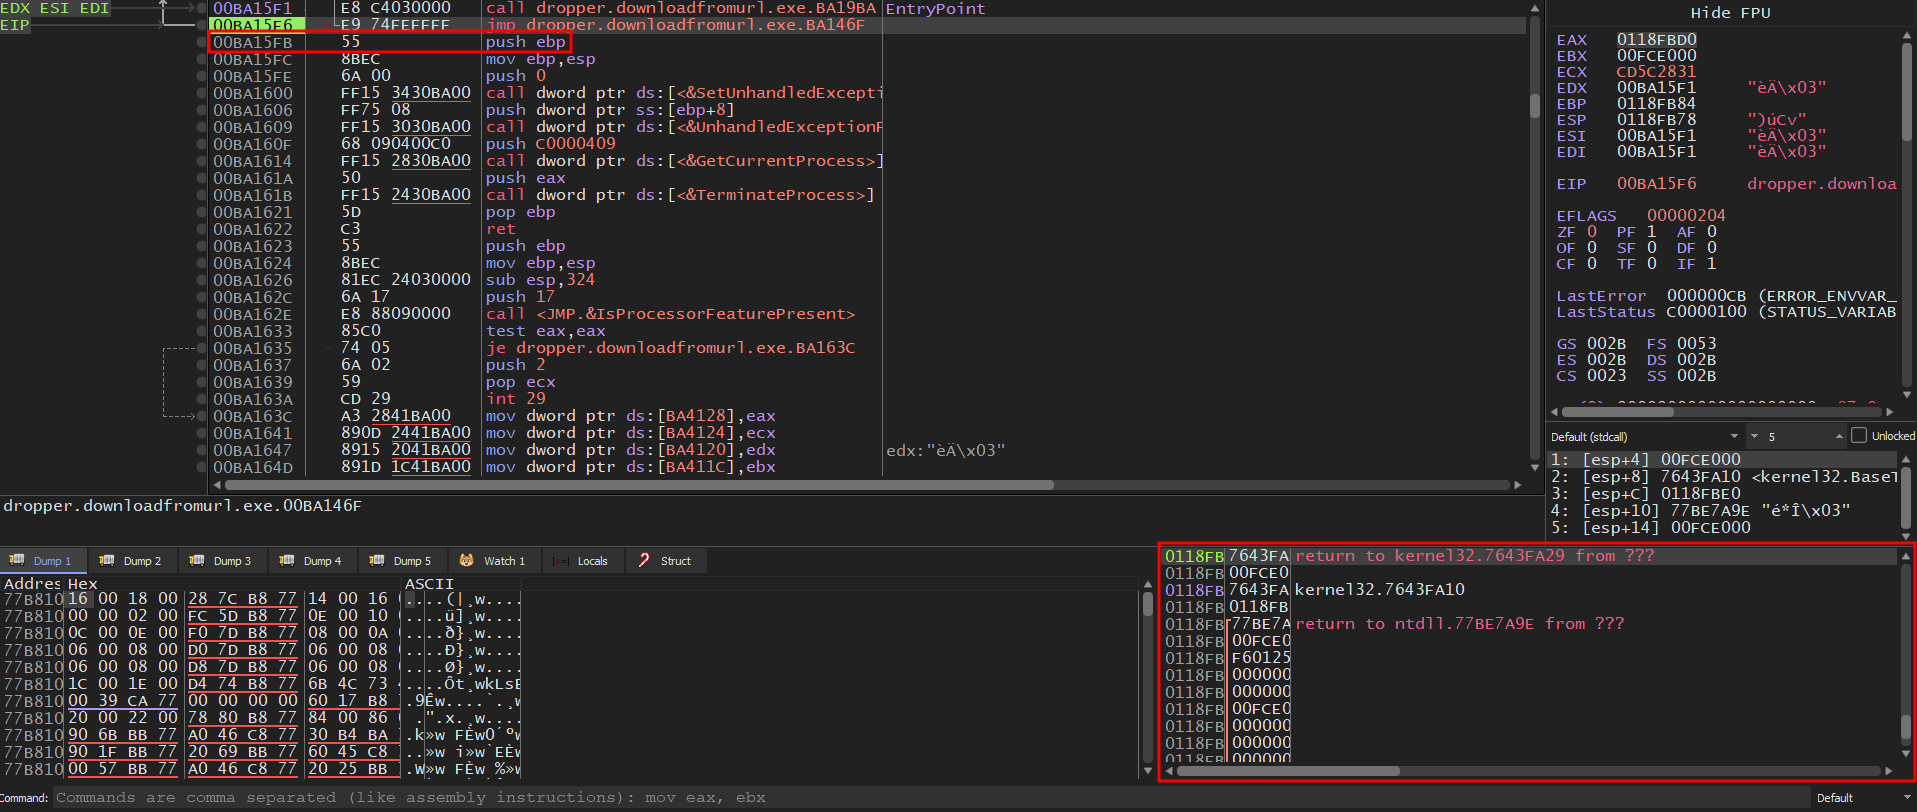 EDX ESI EDI
EIP
00BA15F1 E8 C4030000 call dropper.downloadfromurl.exe.BA19BA EntryPoint
00BA15F6 E9 74FEFFFF jmp dropper.downloadfromurl.exe.BA146F
00BA15FB 55 push ebp
00BA15FC 8BEC mov ebp,esp
00BA15FE 6A 00 push 0
00BA1600 FF15 3430BA00 call dword ptr ds:[<&SetUnhandledExcepti
00BA1606 FF75 08 push dword ptr ss:[ebp+8]
00BA1609 FF15 3030BA00 call dword ptr ds:[<&UnhandledExceptionF
00BA160F 68 090400C0 push C0000409
00BA1614 FF15 2830BA00 call dword ptr ds:[<&GetCurrentProcess>]
00BA161A 50 push eax
00BA161B FF15 2430BA00 call dword ptr ds:[<&TerminateProcess>]
00BA1621 5D pop ebp
00BA1622 C3 ret
00BA1623 55 push ebp
00BA1624 8BEC mov ebp,esp
00BA1626 81EC 24030000 sub esp,324
00BA162C 6A 17 push 17
00BA162E E8 88090000 call <JMP.&IsProcessorFeaturePresent>
00BA1633 85C0 test eax,eax
00BA1635 74 05 je dropper.downloadfromurl.exe.BA163C
00BA1637 6A 02 push 2
00BA1639 59 pop ecx
00BA163A CD 29 int 29
00BA163C A3 2841BA00 mov dword ptr ds:[BA4128],eax
00BA1641 890D 2441BA00 mov dword ptr ds:[BA4124],ecx
00BA1647 8915 2041BA00 mov dword ptr ds:[BA4120],edx edx:"èÄ\x03"
00BA164D 891D 1C41BA00 mov dword ptr ds:[BA411C],ebx
Hide FPU
EAX 0118FBD0
EBX 00FCE000
ECX CD5C2831
EDX 00BA15F1 "èÄ\x03"
EBP 0118FB84
ESP 0118FB78 ")úCv"
ESI 00BA15F1 "èÄ\x03"
EDI 00BA15F1 "èÄ\x03"
EIP 00BA15F6 dropper.downloa
EFLAGS 00000204
ZF 0 PF 1 AF 0
OF 0 SF 0 DF 0
CF 0 TF 0 IF 1
LastError 000000CB (ERROR_ENVVAR_
LastStatus C0000100 (STATUS_VARIAB
GS 002B FS 0053
ES 002B DS 002B
CS 0023 SS 002B
Default (stdcall) 5 Unlocked
1: [esp+4] 00FCE000
2: [esp+8] 7643FA10 <kernel32.BaseT
3: [esp+C] 0118FBE0
4: [esp+10] 77BE7A9E "é*Î\x03"
5: [esp+14] 00FCE000
dropper.downloadfromurl.exe.00BA146F
Dump 1 Dump 2 Dump 3 Dump 4 Dump 5 Watch 1 Locals Struct
Addres Hex ASCII
77B810 16 00 18 00 28 7C B8 77 14 00 16 ....(|¸w....
77B810 00 00 02 00 FC 5D B8 77 0E 00 10 ....ü]¸w....
77B810 0C 00 0E 00 F0 7D B8 77 08 00 0A ....ð}¸w....
77B810 06 00 08 00 D0 7D B8 77 06 00 08 ....Ð}¸w....
77B810 06 00 08 00 D8 7D B8 77 06 00 08 ....Ø}¸w....
77B810 1C 00 1E 00 D4 74 B8 77 6B 4C 73 ....Ôt¸wkLsE
77B810 00 39 CA 77 00 00 00 00 60 17 B8 .9Êw....`.¸w
77B810 20 00 22 00 78 80 B8 77 84 00 86 .".x.¸w....
77B810 90 6B BB 77 A0 46 C8 77 30 B4 BA .k»w FÈw0´ºw
77B810 90 1F BB 77 20 69 BB 77 60 45 C8 ..»w i»w`EÈw
77B810 00 57 BB 77 A0 46 C8 77 20 25 BB .W»w FÈw %»w
0118FB 7643FA return to kernel32.7643FA29 from ???
0118FB 00FCE0
0118FB 7643FA kernel32.7643FA10
0118FB 0118FB
0118FB 77BE7A return to ntdll.77BE7A9E from ???
0118FB 00FCE0
0118FB F60125
0118FB 000000
0118FB 000000
0118FB 00FCE0
0118FB 000000
0118FB 000000
0118FB 000000
Command: Commands are comma separated (like assembly instructions): mov eax, ebx Default